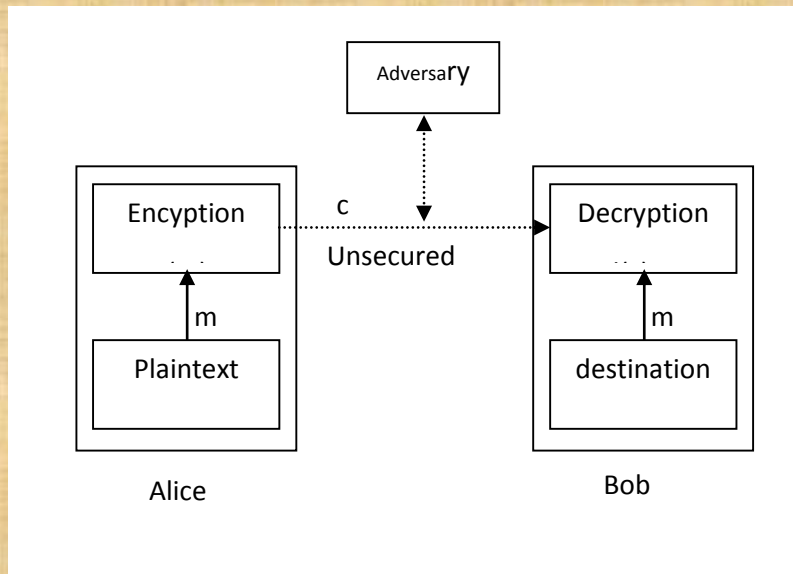 Adversary
Encyption
Decryption
c
Unsecured
m
m
Plaintext
destination
Alice
Bob